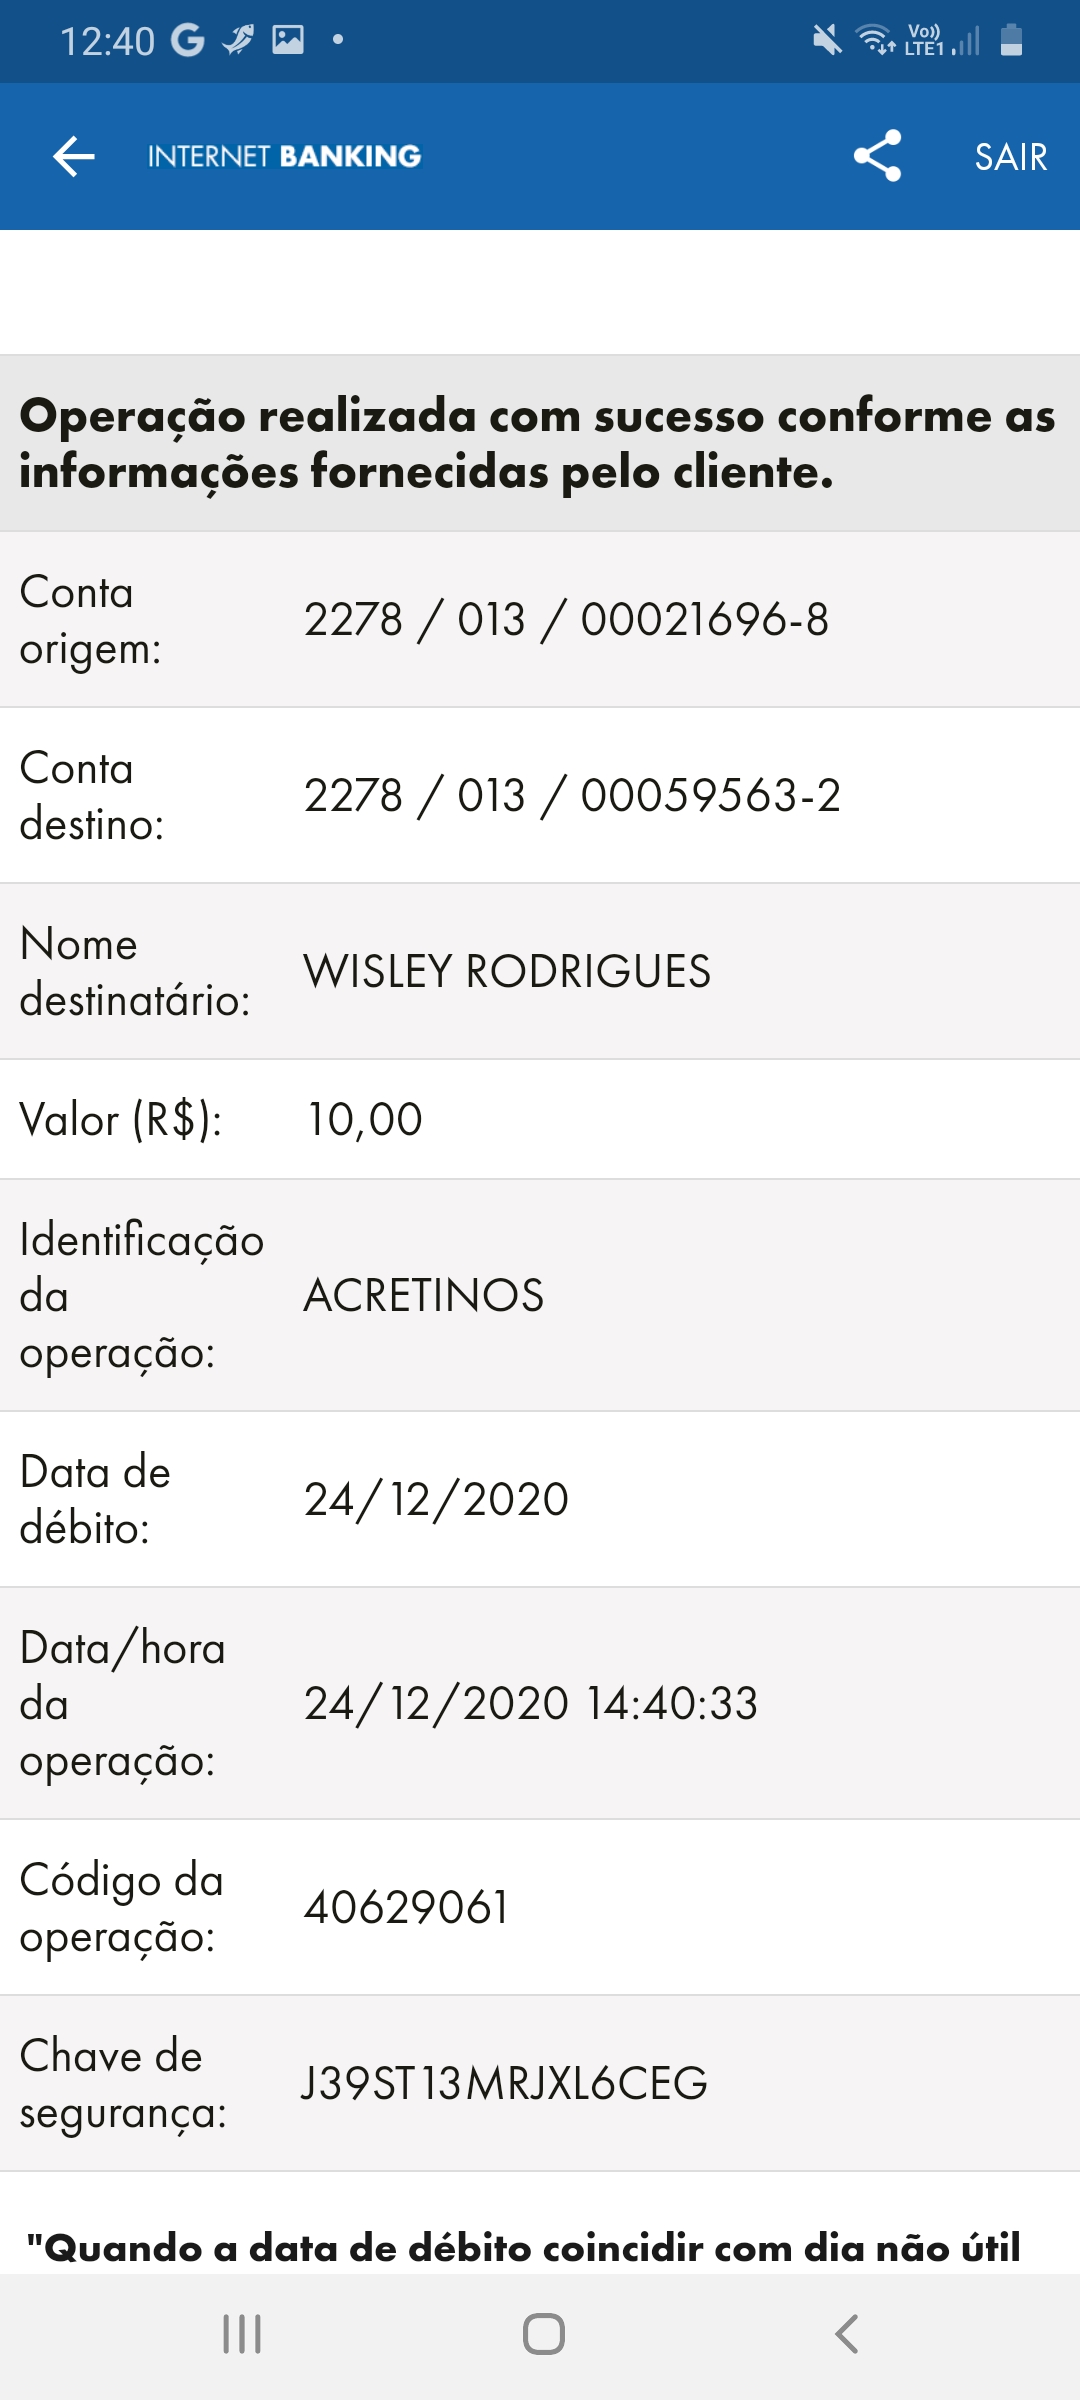 12:40
Vo))
LTE1
INTERNET BANKING
SAIR
Operação realizada com sucesso conforme as
informações fornecidas pelo cliente.
Conta
origem:
2278 / 013 / 00021696-8
Conta
destino:
2278 / 013 / 00059563-2
Nome
destinatário:
WISLEY RODRIGUES
Valor (R$):
10,00
Identificação
da
operação:
ACRETINOS
Data de
débito:
24/12/2020
Data/hora
da
operação:
24/12/2020 14:40:33
Código da
operação:
40629061
Chave de
segurança:
J39ST13MRJXL6CEG
"Quando a data de débito coincidir com dia não útil